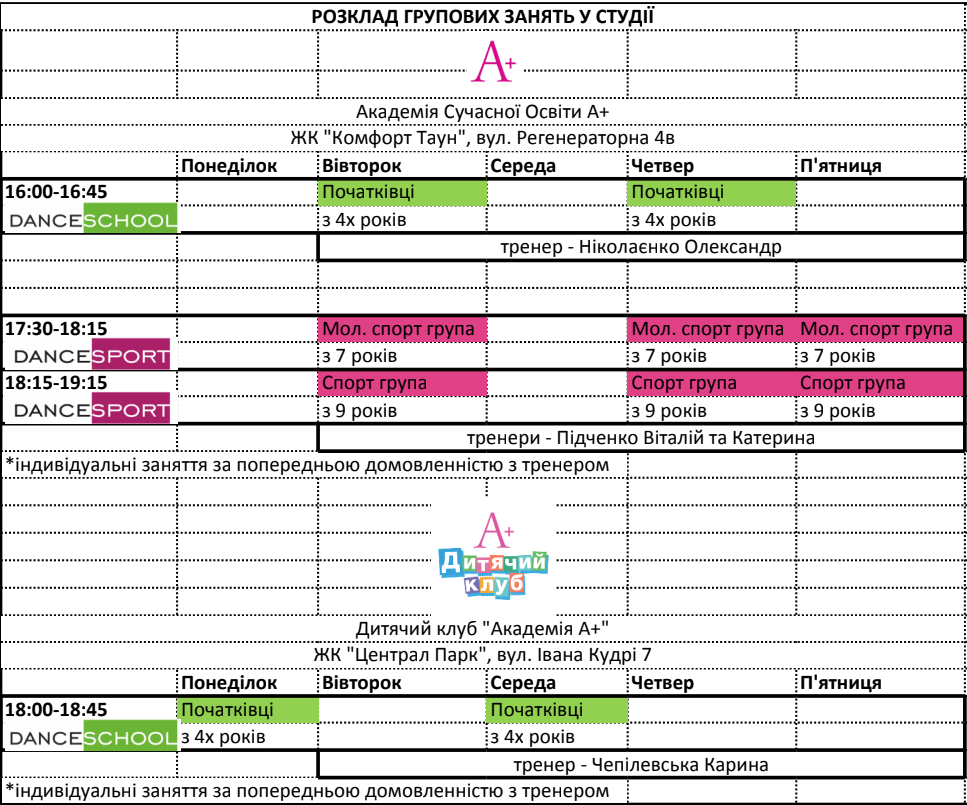 РОЗКЛАД ГРУПОВИХ ЗАНЯТЬ У СТУДІЇ
A+
Академія Сучасної Освіти А+
ЖК "Комфорт Таун", вул. Регенераторна 4в
Понеділок Вівторок Середа Четвер П'ятниця
16:00-16:45 Початківці Початківці
DANCESCHOOL з 4х років з 4х років
тренер - Ніколаєнко Олександр
17:30-18:15 Мол. спорт група Мол. спорт група Мол. спорт група
DANCESPORT з 7 років з 7 років з 7 років
18:15-19:15 Спорт група Спорт група Спорт група
DANCESPORT з 9 років з 9 років з 9 років
тренери - Підченко Віталій та Катерина
*індивідуальні заняття за попередньою домовленністю з тренером
A+
Дитячий
клуб
Дитячий клуб "Академія А+"
ЖК "Централ Парк", вул. Івана Кудрі 7
Понеділок Вівторок Середа Четвер П'ятниця
18:00-18:45 Початківці Початківці
DANCESCHOOL з 4х років з 4х років
тренер - Чепілевська Карина
*індивідуальні заняття за попередньою домовленністю з тренером